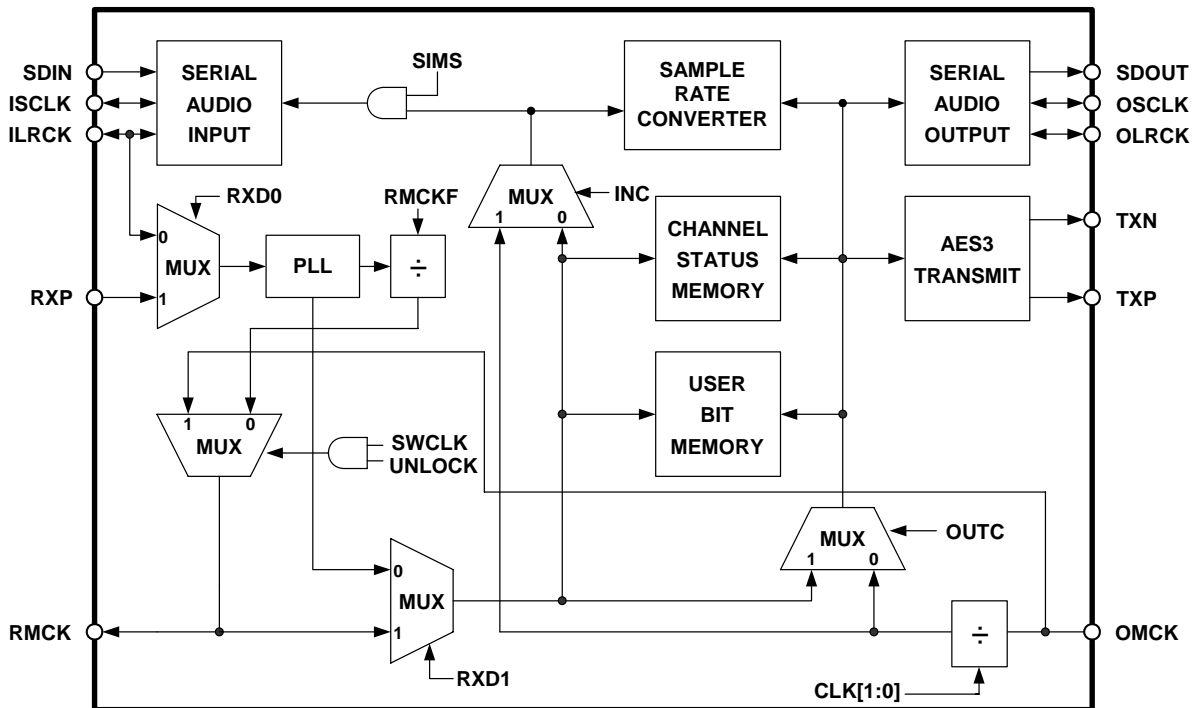 SDIN
ISCLK
ILRCK
SERIAL
AUDIO
INPUT
SIMS
SAMPLE
RATE
CONVERTER
SERIAL
AUDIO
OUTPUT
SDOUT
OSCLK
OLRCK
RXD0
0
MUX
1
RXP
PLL
RMCKF
÷
MUX
1 0
INC
CHANNEL
STATUS
MEMORY
AES3
TRANSMIT
TXN
TXP
1 0
MUX
SWCLK
UNLOCK
USER
BIT
MEMORY
MUX
1 0
OUTC
0
MUX
1
RXD1
RMCK
÷
CLK[1:0]
OMCK